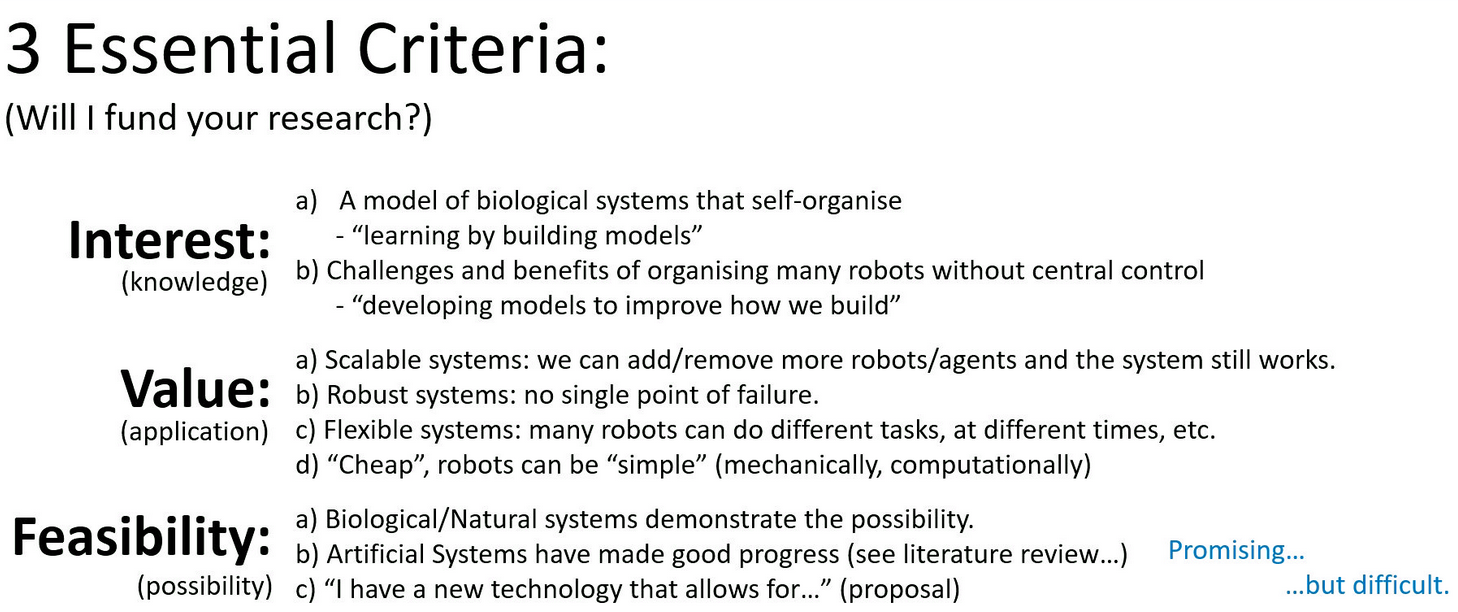 3 Essential Criteria:
(Will I fund your research?)
Interest:
(knowledge)
a) A model of biological systems that self-organise
- “learning by building models”
b) Challenges and benefits of organising many robots without central control
- “developing models to improve how we build”
Value:
(application)
a) Scalable systems: we can add/remove more robots/agents and the system still works.
b) Robust systems: no single point of failure.
c) Flexible systems: many robots can do different tasks, at different times, etc.
d) “Cheap”, robots can be “simple” (mechanically, computationally)
Feasibility:
(possibility)
a) Biological/Natural systems demonstrate the possibility.
b) Artificial Systems have made good progress (see literature review…)
c) “I have a new technology that allows for…” (proposal)
Promising…
…but difficult.